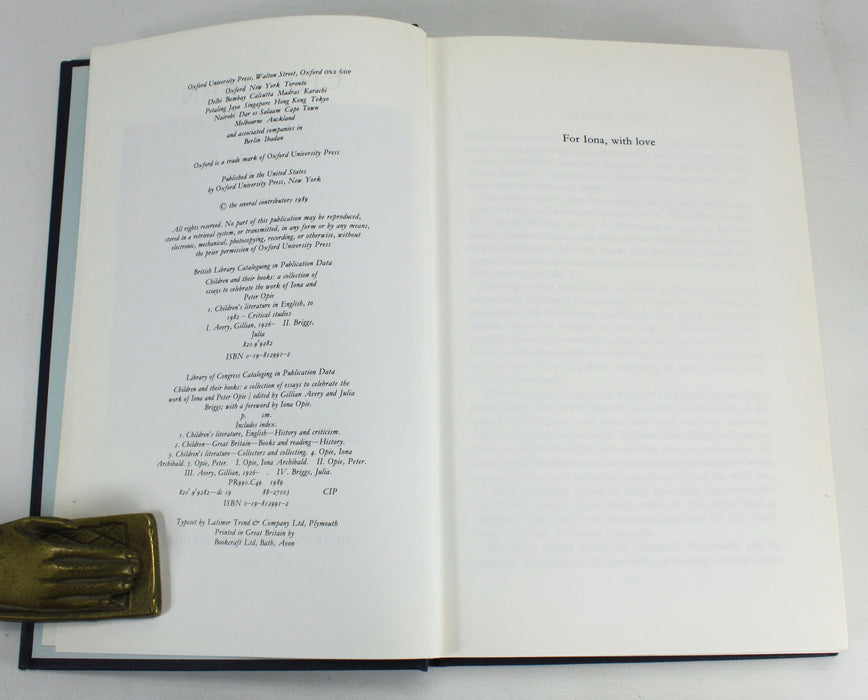 Oxford University Press, Walton Street, Oxford OX2 6DP
Oxford New York Toronto
Delhi Bombay Calcutta Madras Karachi
Petaling Jaya Singapore Hong Kong Tokyo
Nairobi Dar es Salaam Cape Town
Melbourne Auckland
and associated companies in
Berlin Ibadan
Oxford is a trade mark of Oxford University Press
Published in the United States
by Oxford University Press, New York
© the several contributors 1989
All rights reserved. No part of this publication may be reproduced,
stored in a retrieval system, or transmitted, in any form or by any means,
electronic, mechanical, photocopying, recording, or otherwise, without
the prior permission of Oxford University Press
British Library Cataloguing in Publication Data
Children and their books: a collection of
essays to celebrate the work of Iona and
Peter Opie
1. Children's literature in English, to
1982 – Critical studies
I. Avery, Gillian, 1926– II. Briggs,
Julia
820.9'9282
ISBN 0–19–812991–2
Library of Congress Cataloging in Publication Data
Children and their books: a collection of essays to celebrate the
work of Iona and Peter Opie / edited by Gillian Avery and Julia
Briggs; with a foreword by Iona Opie.
p. cm.
Includes index.
1. Children's literature, English—History and criticism.
2. Children—Great Britain—Books and reading—History.
3. Children's literature—Collectors and collecting. 4. Opie, Iona
Archibald. 5. Opie, Peter. I. Opie, Iona Archibald. II. Opie, Peter.
III. Avery, Gillian, 1926– . IV. Briggs, Julia.
PR990.C49 1989
820'.9'9282—dc 19 88-27005 CIP
ISBN 0–19–812991–2
Typeset by Latimer Trend & Company Ltd, Plymouth
Printed in Great Britain by
Bookcraft Ltd, Bath, Avon
For Iona, with love